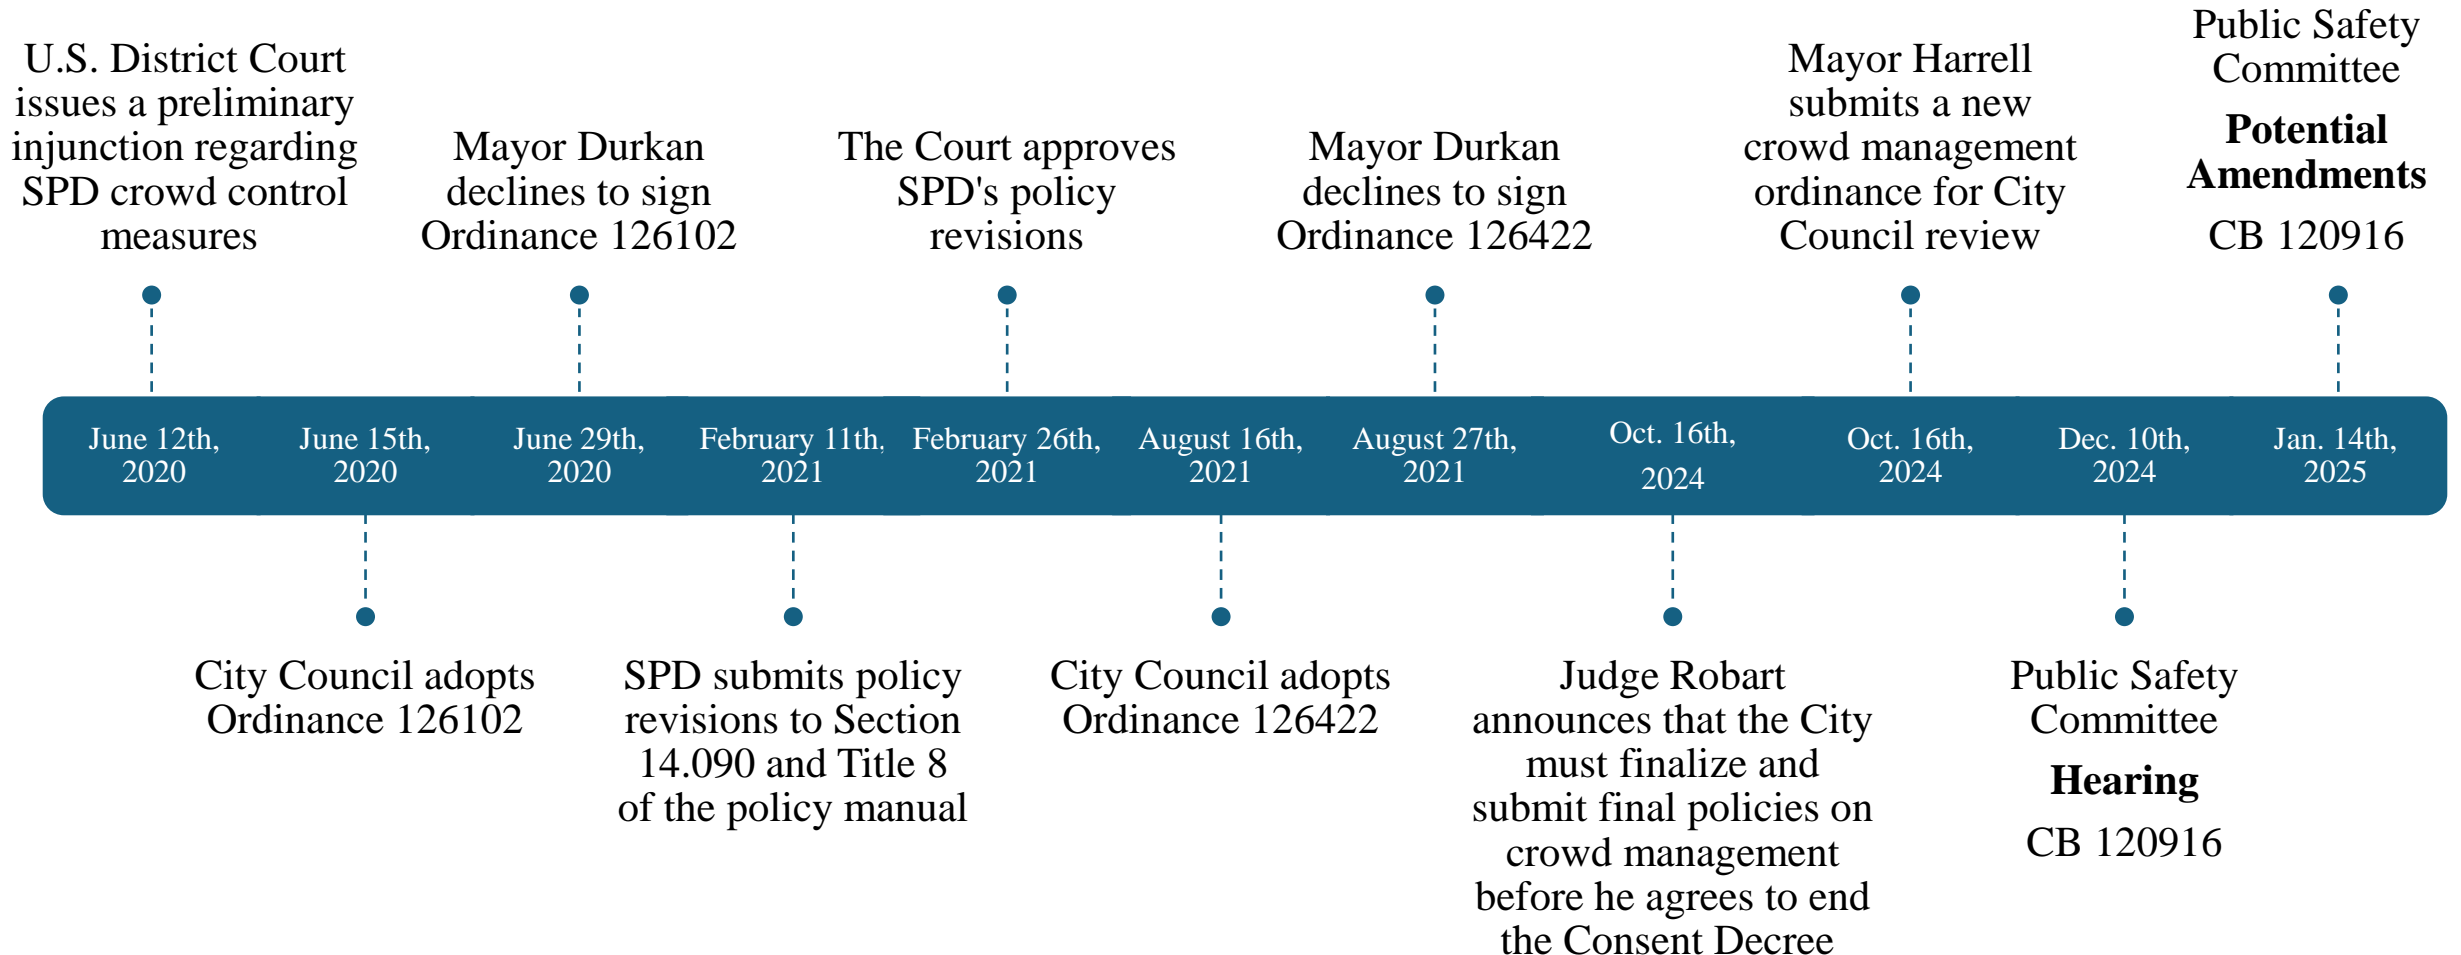 U.S. District Court
issues a preliminary
injunction regarding
SPD crowd control
measures
Mayor Durkan
declines to sign
Ordinance 126102
The Court approves
SPD's policy
revisions
Mayor Durkan
declines to sign
Ordinance 126422
Mayor Harrell
submits a new
crowd management
ordinance for City
Council review
Public Safety
Committee
Potential
Amendments
CB 120916
June 12th,
2020
June 15th,
2020
June 29th,
2020
February 11th,
2021
February 26th,
2021
August 16th,
2021
August 27th,
2021
Oct. 16th,
2024
Oct. 16th,
2024
Dec. 10th,
2024
Jan. 14th,
2025
City Council adopts
Ordinance 126102
SPD submits policy
revisions to Section
14.090 and Title 8
of the policy manual
City Council adopts
Ordinance 126422
Judge Robart
announces that the City
must finalize and
submit final policies on
crowd management
before he agrees to end
the Consent Decree
Public Safety
Committee
Hearing
CB 120916